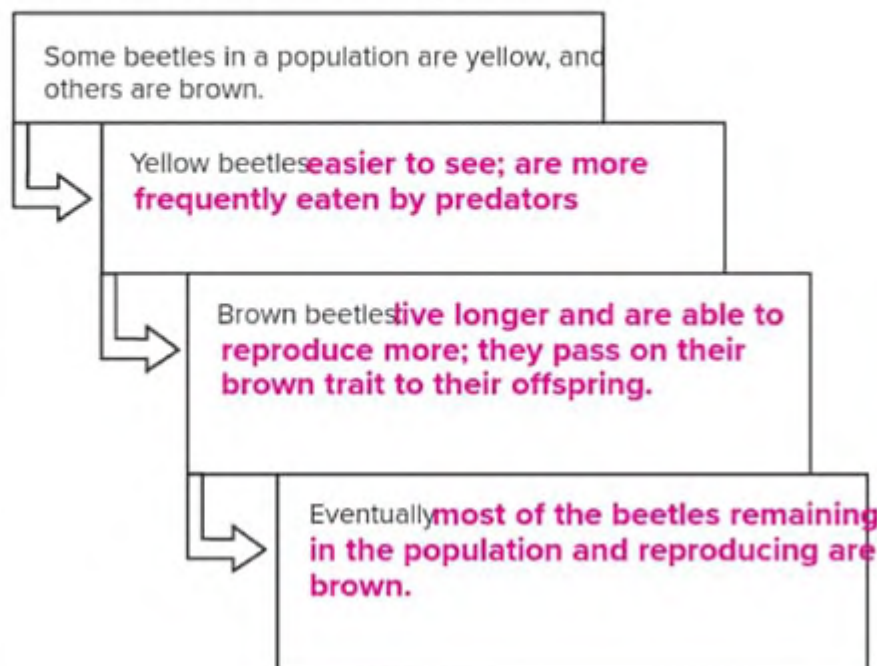 Some beetles in a population are yellow, and
others are brown.
Yellow beetles easier to see; are more
frequently eaten by predators
Brown beetles live longer and are able to
reproduce more; they pass on their
brown trait to their offspring.
Eventually most of the beetles remaining
in the population and reproducing are
brown.